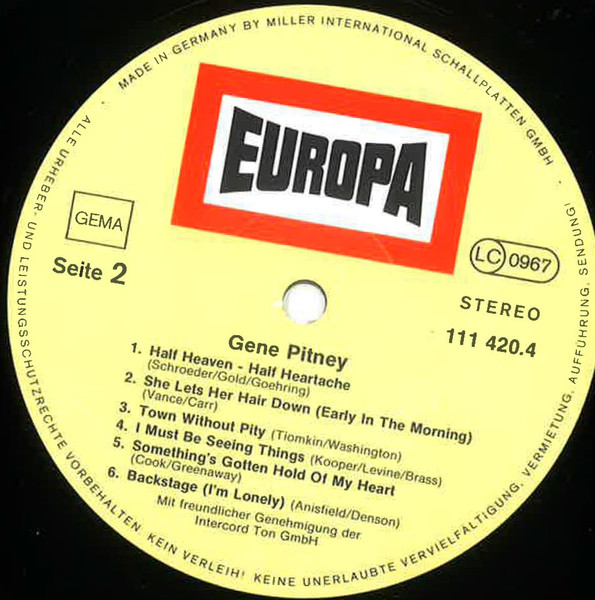 MADE IN GERMANY BY MILLER INTERNATIONAL SCHALLPLATTEN GMBH
EUROPA
GEMA
LC 0967
Seite 2
STEREO
111 420.4
Gene Pitney
1. Half Heaven - Half Heartache
(Schroeder/Gold/Goehring)
2. She Lets Her Hair Down (Early In The Morning)
(Vance/Carr)
3. Town Without Pity (Tiomkin/Washington)
4. I Must Be Seeing Things (Kooper/Levine/Brass)
5. Something's Gotten Hold Of My Heart
(Cook/Greenaway)
6. Backstage (I'm Lonely) (Anisfield/Denson)
Mit freundlicher Genehmigung der
Intercord Ton GmbH
ALLE URHEBER- UND LEISTUNGSSCHUTZRECHTE VORBEHALTEN. KEIN VERLEIH! KEINE UNERLAUBTE VERVIELFÄLTIGUNG, VERMIETUNG, AUFFÜHRUNG, SENDUNG!